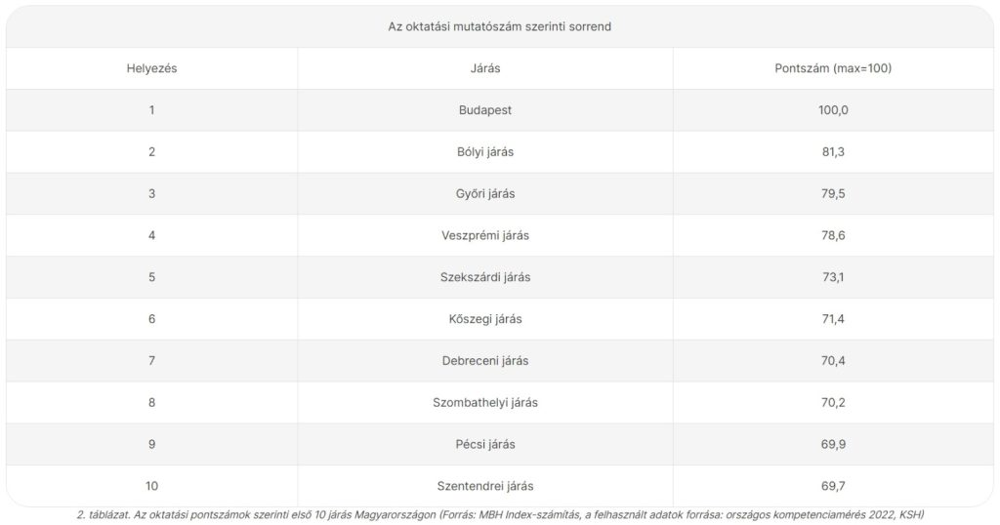 Az oktatási mutatószám szerinti sorrend
Helyezés Járás Pontszám (max=100)
1 Budapest 100,0
2 Bólyi járás 81,3
3 Győri járás 79,5
4 Veszprémi járás 78,6
5 Szekszárdi járás 73,1
6 Kőszegi járás 71,4
7 Debreceni járás 70,4
8 Szombathelyi járás 70,2
9 Pécsi járás 69,9
10 Szentendrei járás 69,7
2. táblázat. Az oktatási pontszámok szerinti első 10 járás Magyarországon (Forrás: MBH Index-számítás, a felhasznált adatok forrása: országos kompetenciamérés 2022, KSH)